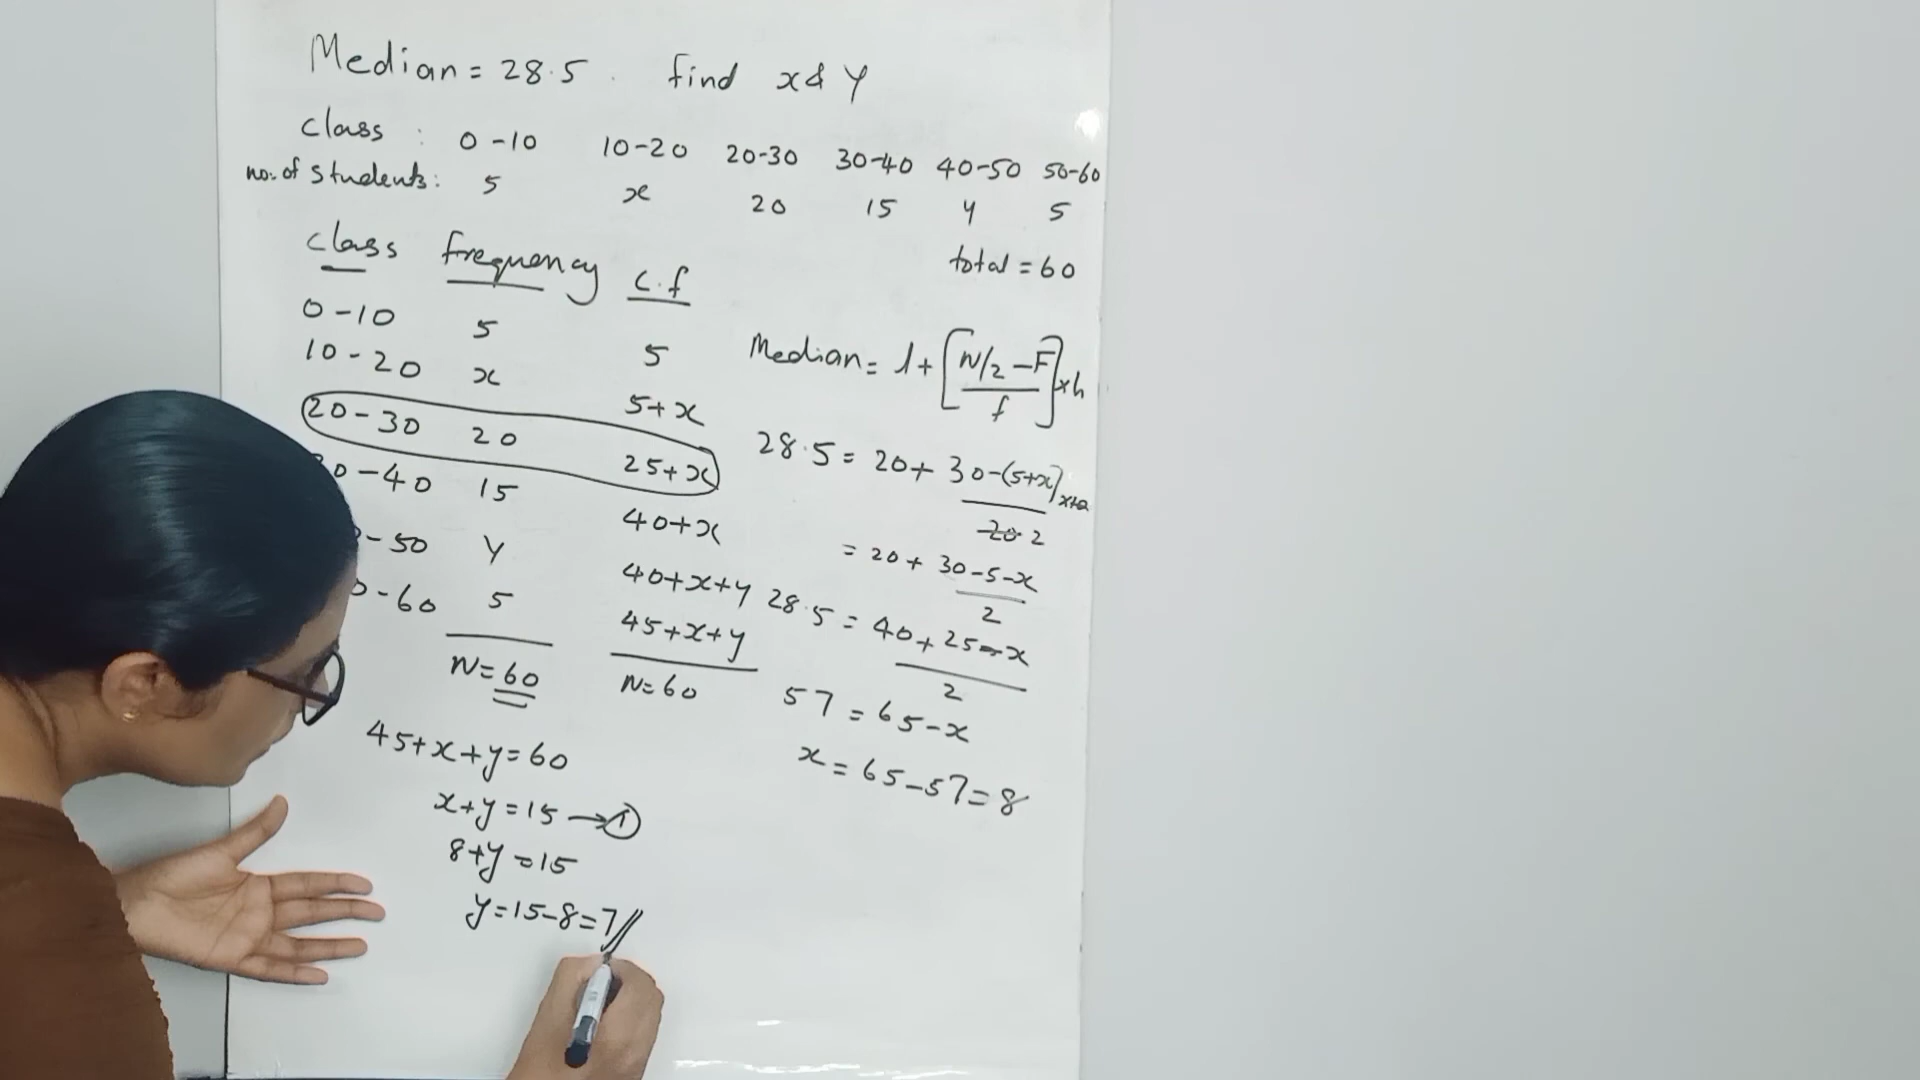 Median = 28.5. find x & y
class : 0-10 10-20 20-30 30-40 40-50 50-60
no. of students: 5 x 20 15 y 5
total = 60
class frequency c.f
0-10 5 5
10-20 x 5+x
20-30 20 25+x
0-40 15 40+x
-50 y 40+x+y
-60 5 45+x+y
N=60 N=60
45+x+y=60
x+y=15 → 1
8+y=15
y=15-8=7//
Median = l + [N/2 - F / f] x h
28.5 = 20 + 30-(5+x) / 20 2 x 10
= 20 + 30-5-x / 2
28.5 = 40+25-x / 2
57 = 65-x
x = 65-57=8